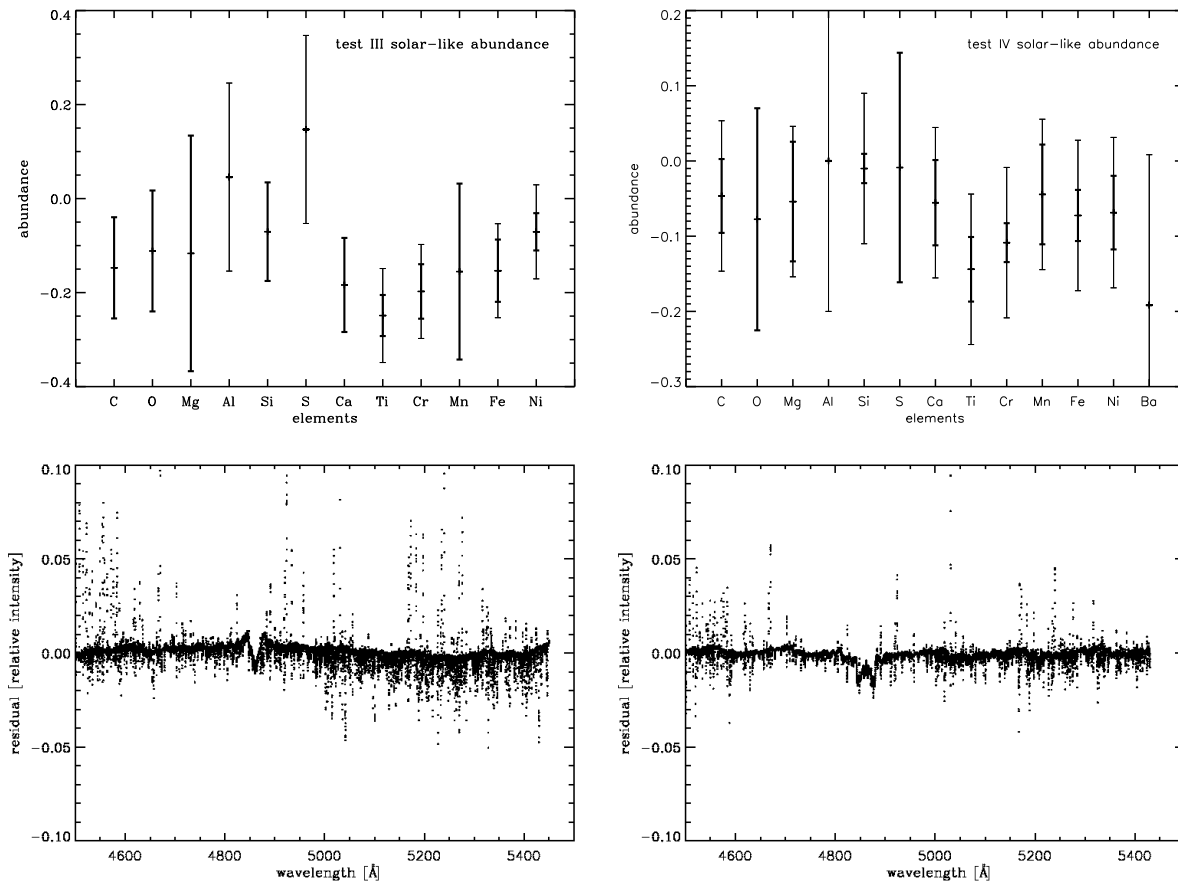 test III solar-like abundance
0.4
0.2
0.0
−0.2
−0.4
abundance
C O Mg Al Si S Ca Ti Cr Mn Fe Ni
elements
test IV solar-like abundance
0.2
0.1
0.0
−0.1
−0.2
−0.3
abundance
C O Mg Al Si S Ca Ti Cr Mn Fe Ni Ba
elements
0.10
0.05
0.00
−0.05
−0.10
residual [relative intensity]
4600 4800 5000 5200 5400
wavelength [Å]
0.10
0.05
0.00
−0.05
−0.10
residual [relative intensity]
4600 4800 5000 5200 5400
wavelength [Å]